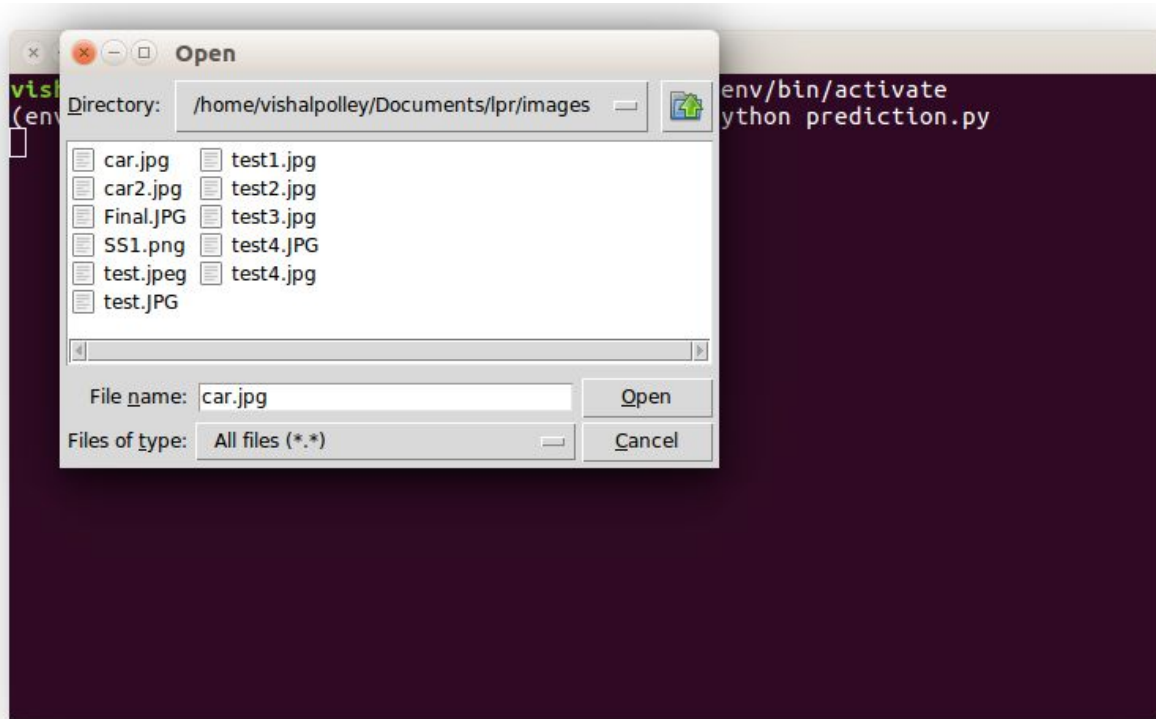 Open
vis
env/bin/activate
(en
ython prediction.py
Directory: /home/vishalpolley/Documents/lpr/images
car.jpg test1.jpg
car2.jpg test2.jpg
Final.JPG test3.jpg
SS1.png test4.JPG
test.jpeg test4.jpg
test.JPG
File name: car.jpg Open
Files of type: All files (*.*) Cancel